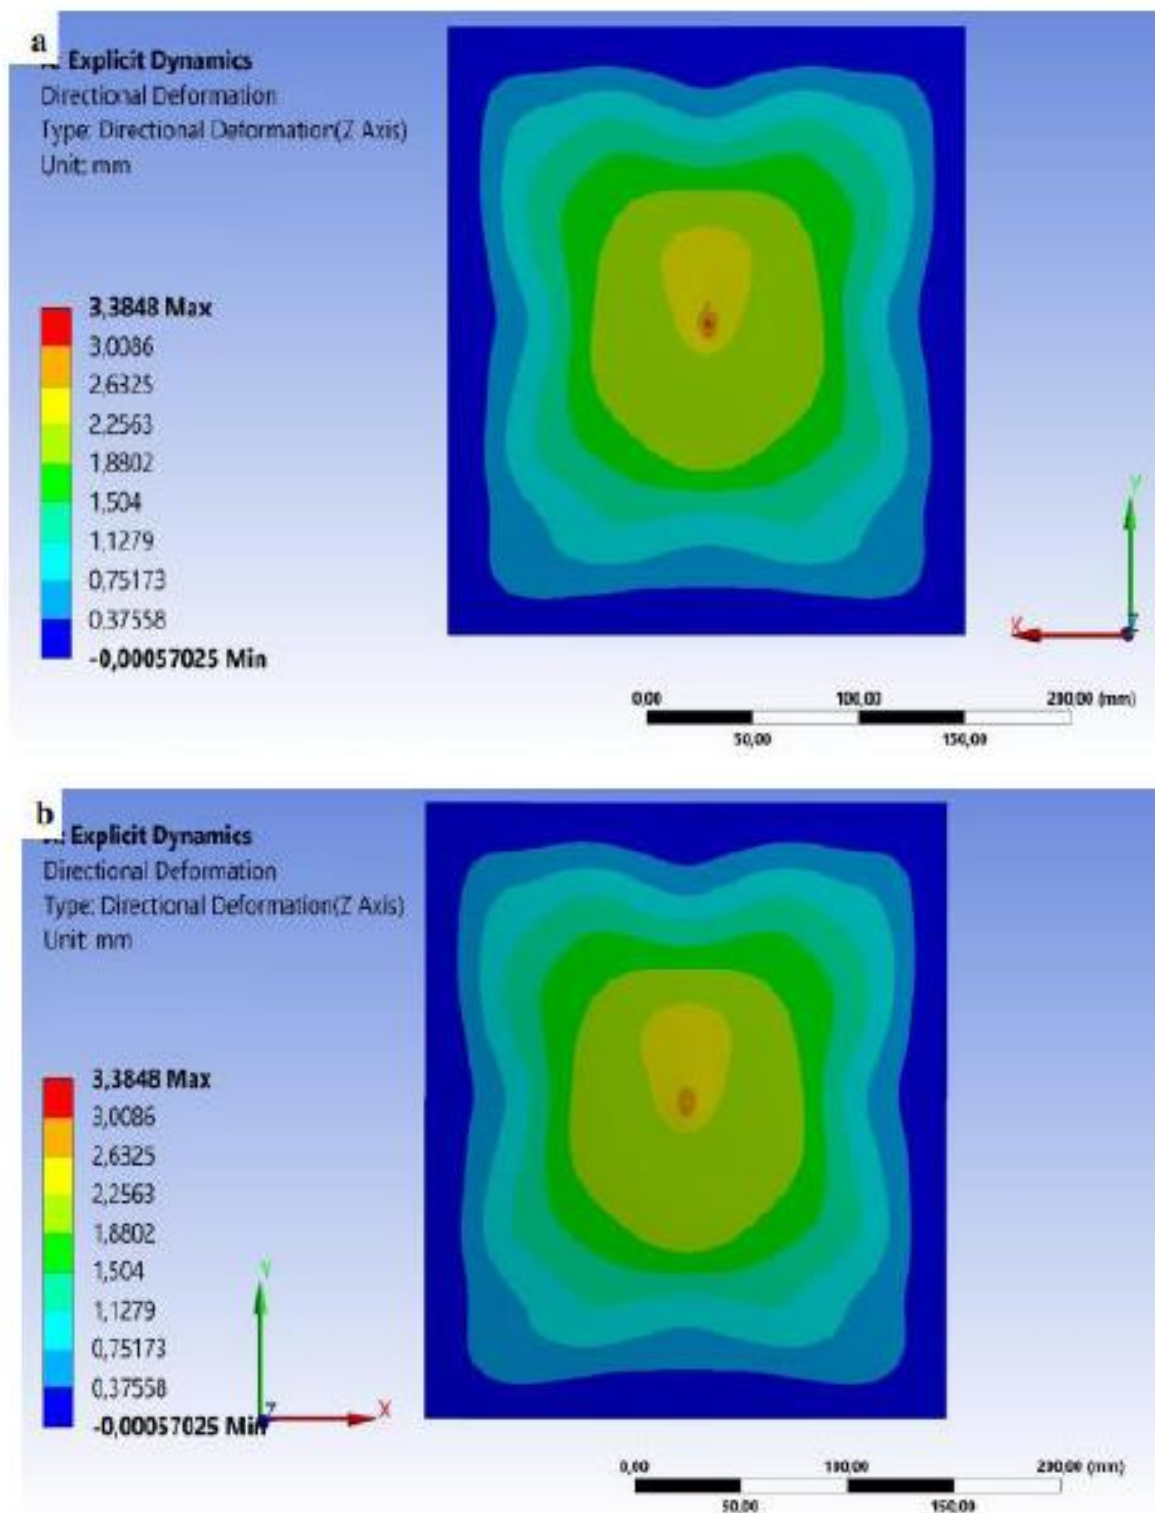 a
A: Explicit Dynamics
Directional Deformation
Type: Directional Deformation(Z Axis)
Unit: mm
3,3848 Max
3,0086
2,6325
2,2563
1,8802
1,504
1,1279
0,75173
0,37558
-0,00057025 Min
Y
X
Z
0,00 100,00 200,00 (mm)
50,00 150,00
b
A: Explicit Dynamics
Directional Deformation
Type: Directional Deformation(Z Axis)
Unit: mm
3,3848 Max
3,0086
2,6325
2,2563
1,8802
1,504
1,1279
0,75173
0,37558
-0,00057025 Min
Y
Z
X
0,00 100,00 200,00 (mm)
50,00 150,00